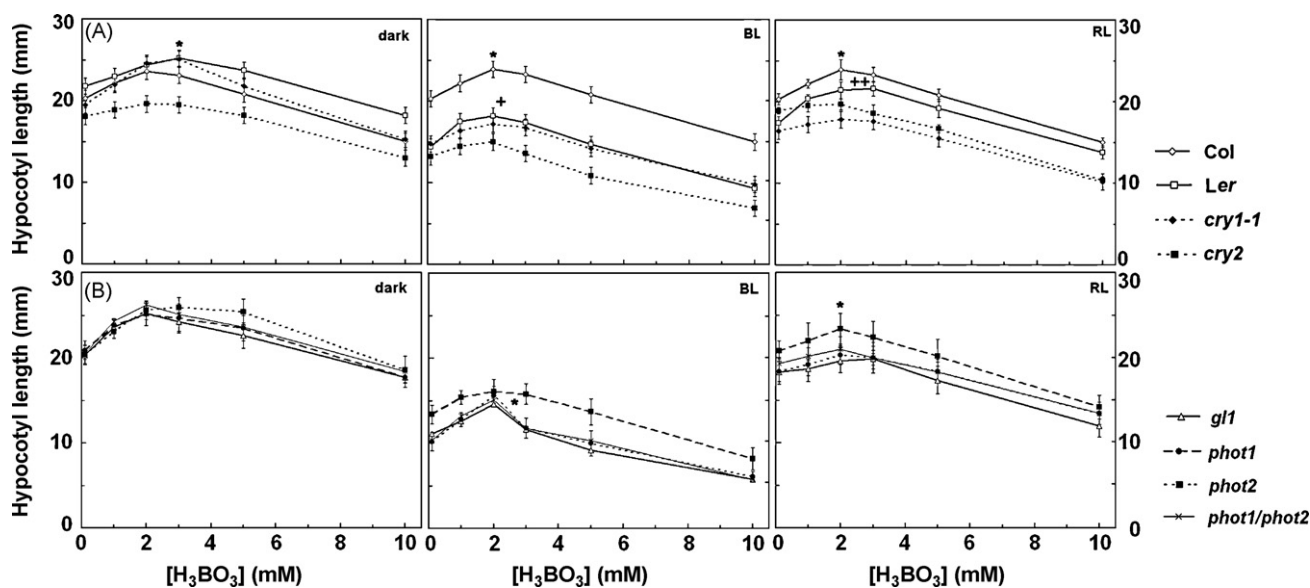 (A)
dark
BL
RL
Hypocotyl length (mm)
30
20
10
0
30
20
10
0
Col
Ler
cry1-1
cry2
(B)
dark
BL
RL
Hypocotyl length (mm)
30
20
10
0
30
20
10
0
gl1
phot1
phot2
phot1/phot2
0 2 4 6 8 10
0 2 4 6 8 10
0 2 4 6 8 10
[H₃BO₃] (mM)
[H₃BO₃] (mM)
[H₃BO₃] (mM)